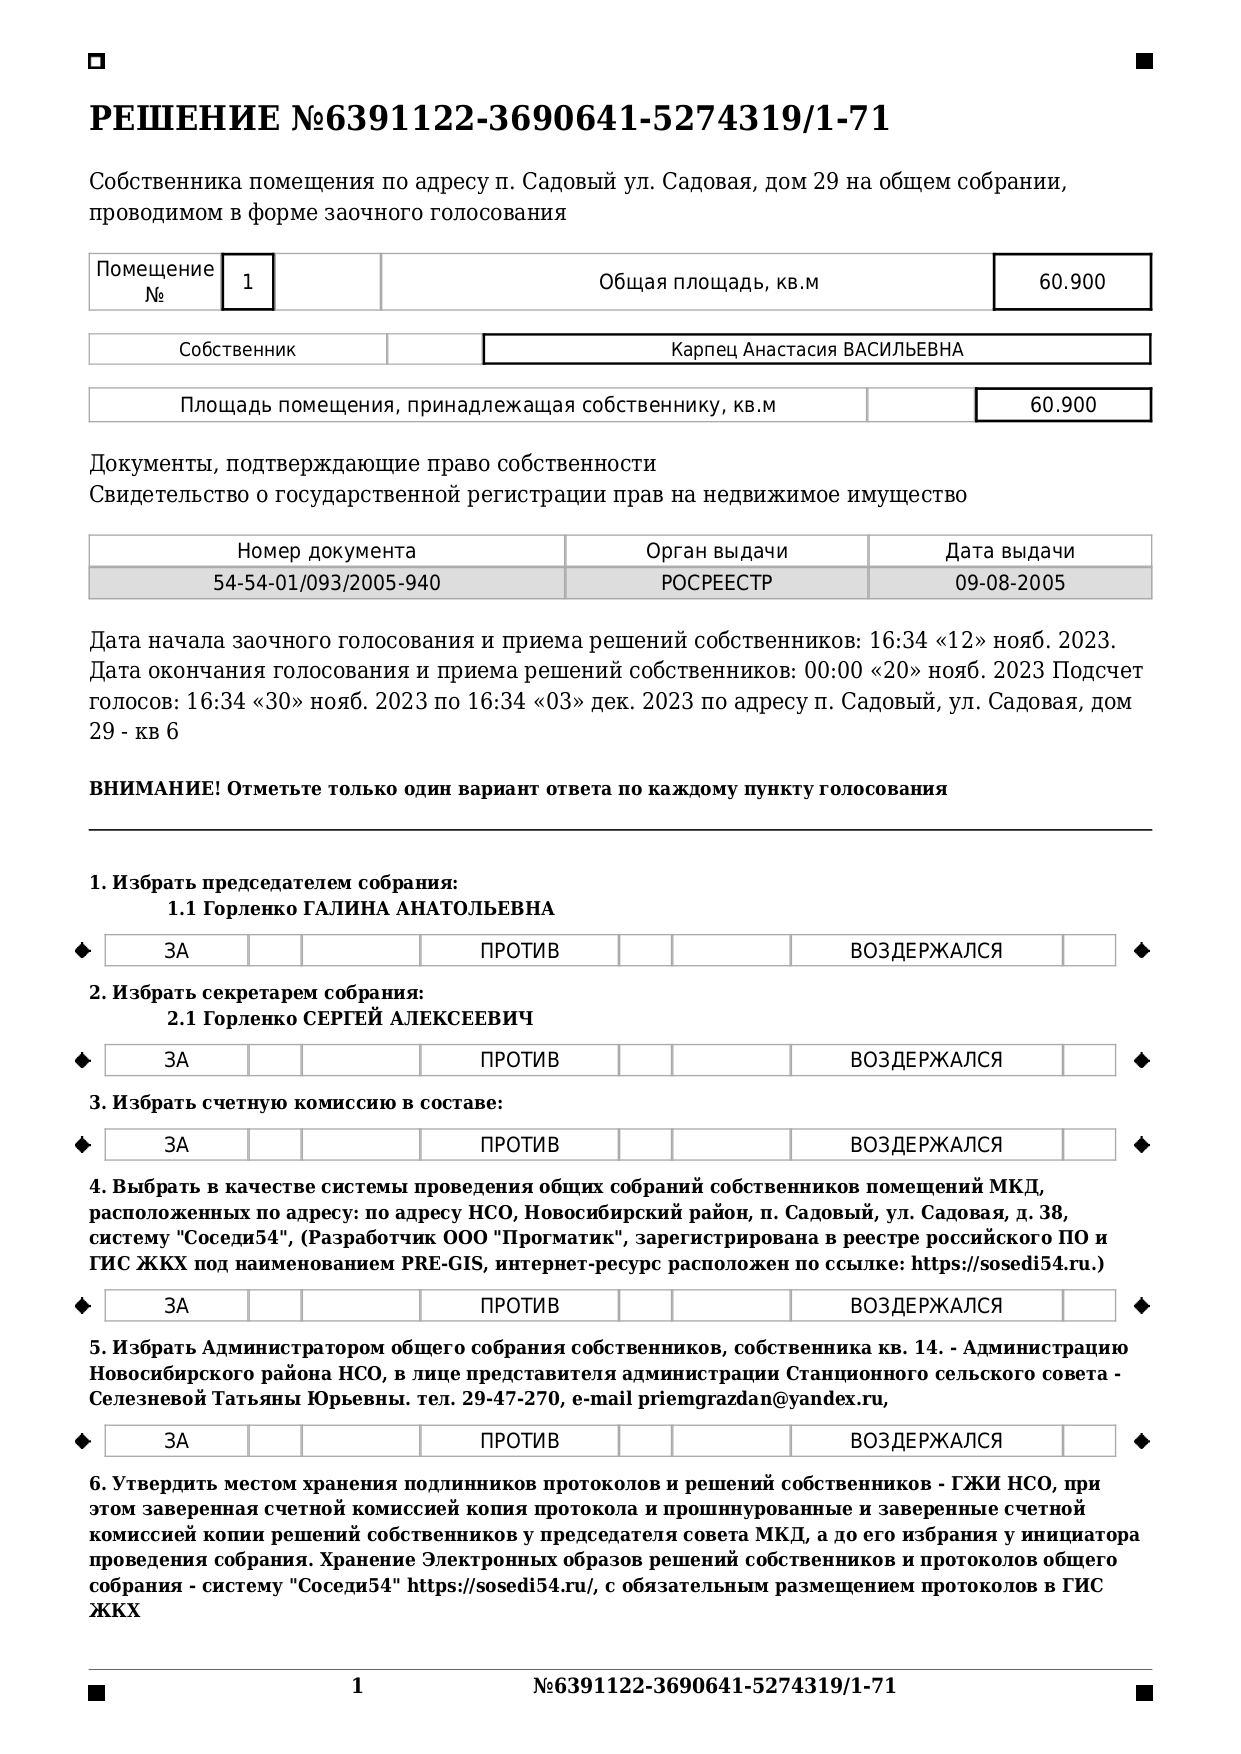 РЕШЕНИЕ №6391122-3690641-5274319/1-71
Собственника помещения по адресу п. Садовый ул. Садовая, дом 29 на общем собрании,
проводимом в форме заочного голосования
Помещение № 1 Общая площадь, кв.м 60.900
Собственник Карпец Анастасия ВАСИЛЬЕВНА
Площадь помещения, принадлежащая собственнику, кв.м 60.900
Документы, подтверждающие право собственности
Свидетельство о государственной регистрации прав на недвижимое имущество
Номер документа Орган выдачи Дата выдачи
54-54-01/093/2005-940 РОСРЕЕСТР 09-08-2005
Дата начала заочного голосования и приема решений собственников: 16:34 «12» нояб. 2023.
Дата окончания голосования и приема решений собственников: 00:00 «20» нояб. 2023 Подсчет
голосов: 16:34 «30» нояб. 2023 по 16:34 «03» дек. 2023 по адресу п. Садовый, ул. Садовая, дом
29 - кв 6
ВНИМАНИЕ! Отметьте только один вариант ответа по каждому пункту голосования
1. Избрать председателем собрания:
1.1 Горленко ГАЛИНА АНАТОЛЬЕВНА
ЗА ПРОТИВ ВОЗДЕРЖАЛСЯ
2. Избрать секретарем собрания:
2.1 Горленко СЕРГЕЙ АЛЕКСЕЕВИЧ
ЗА ПРОТИВ ВОЗДЕРЖАЛСЯ
3. Избрать счетную комиссию в составе:
ЗА ПРОТИВ ВОЗДЕРЖАЛСЯ
4. Выбрать в качестве системы проведения общих собраний собственников помещений МКД,
расположенных по адресу: по адресу НСО, Новосибирский район, п. Садовый, ул. Садовая, д. 38,
систему "Соседи54", (Разработчик ООО "Прогматик", зарегистрирована в реестре российского ПО и
ГИС ЖКХ под наименованием PRE-GIS, интернет-ресурс расположен по ссылке: https://sosedi54.ru.)
ЗА ПРОТИВ ВОЗДЕРЖАЛСЯ
5. Избрать Администратором общего собрания собственников, собственника кв. 14. - Администрацию
Новосибирского района НСО, в лице представителя администрации Станционного сельского совета -
Селезневой Татьяны Юрьевны. тел. 29-47-270, e-mail priemgrazdan@yandex.ru,
ЗА ПРОТИВ ВОЗДЕРЖАЛСЯ
6. Утвердить местом хранения подлинников протоколов и решений собственников - ГЖИ НСО, при
этом заверенная счетной комиссией копия протокола и прошннурованные и заверенные счетной
комиссией копии решений собственников у председателя совета МКД, а до его избрания у инициатора
проведения собрания. Хранение Электронных образов решений собственников и протоколов общего
собрания - систему "Соседи54" https://sosedi54.ru/, с обязательным размещением протоколов в ГИС
ЖКХ
1 №6391122-3690641-5274319/1-71